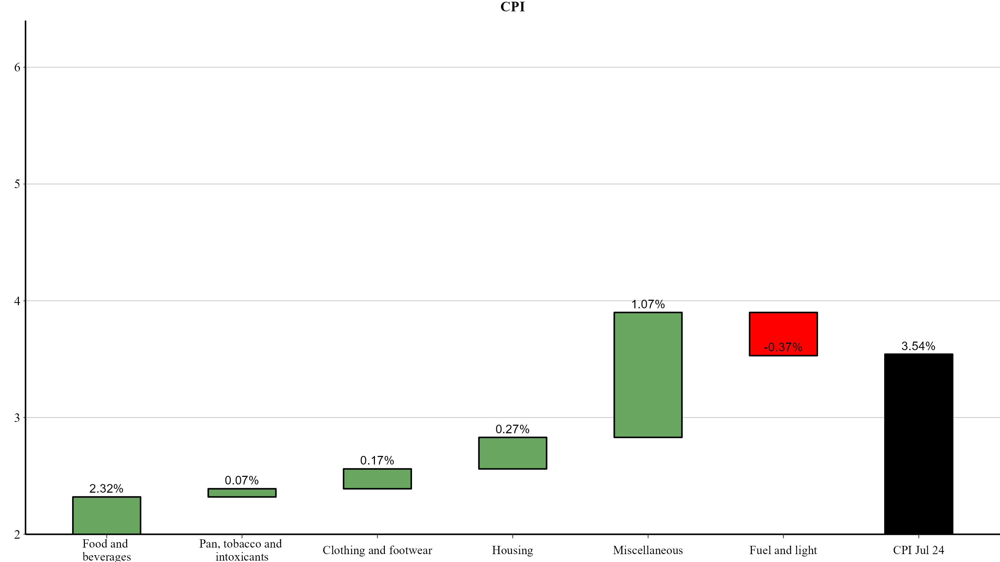 CPI
6
5
4
3
2
2.32%
0.07%
0.17%
0.27%
1.07%
-0.37%
3.54%
Food and
beverages
Pan, tobacco and
intoxicants
Clothing and footwear
Housing
Miscellaneous
Fuel and light
CPI Jul 24